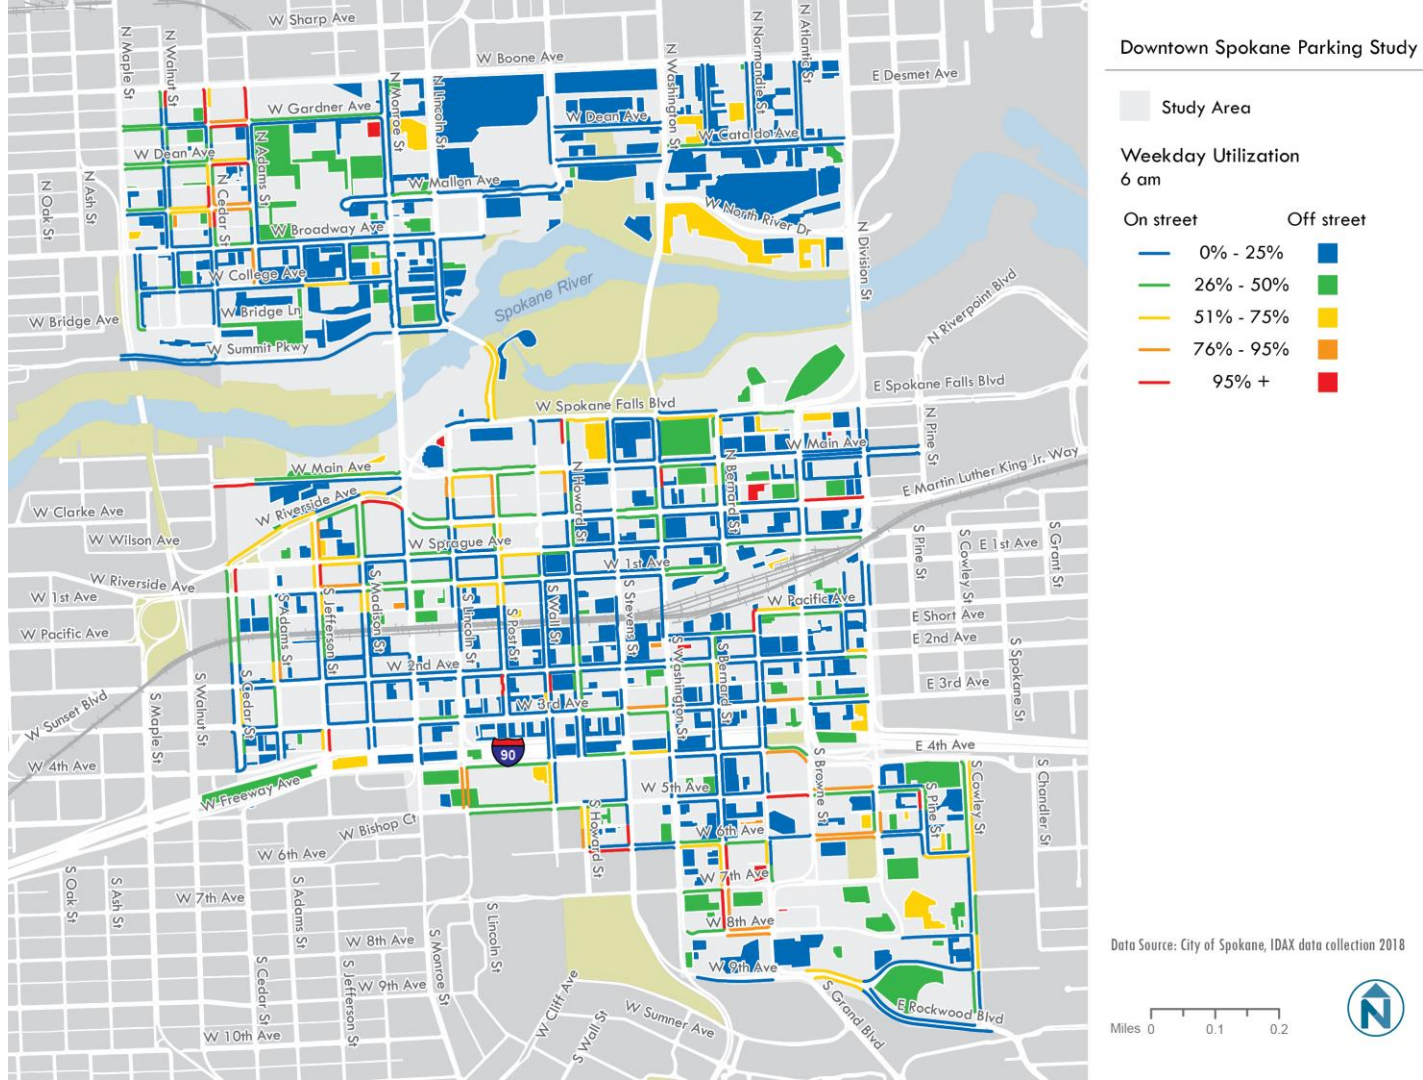 W Sharp Ave
N Maple St
N Walnut St
W Boone Ave
N Washington St
N Normandie St
N Atlantic St
E Desmet Ave
N Monroe St
N Lincoln St
W Gardner Ave
W Dean Ave
W Cataldo Ave
W Dean Ave
N Adams St
N Oak St
N Ash St
N Cedar St
W Mallon Ave
W North River Dr
W Broadway Ave
N Division St
W College Ave
Spokane River
W Bridge Ave
W Bridge Ln
N Riverpoint Blvd
W Summit Pkwy
E Spokane Falls Blvd
W Spokane Falls Blvd
N Pine St
W Main Ave
W Main Ave
N Howard St
N Bernard St
E Martin Luther King Jr. Way
W Clarke Ave
W Riverside Ave
W Wilson Ave
W Sprague Ave
S Pine St
S Cowley St
E 1st Ave
S Grant St
W 1st Ave
W Riverside Ave
W 1st Ave
S Madison St
S Adams St
S Jefferson St
S Lincoln St
S Post St
S Wall St
S Stevens St
W Pacific Ave
E Short Ave
W Pacific Ave
E 2nd Ave
S Washington St
S Bernard St
S Spokane St
W 2nd Ave
E 3rd Ave
W Sunset Blvd
S Maple St
S Walnut St
S Cedar St
W 3rd Ave
E 4th Ave
90
W 4th Ave
S Browne St
W Freeway Ave
W 5th Ave
S Pine St
S Cowley St
S Chandler St
W Bishop Ct
S Howard St
W 6th Ave
W 6th Ave
S Oak St
S Ash St
W 7th Ave
S Adams St
W 7th Ave
S Lincoln St
W 8th Ave
W 8th Ave
S Monroe St
S Cedar St
S Jefferson St
W 9th Ave
W 9th Ave
W Cliff Ave
S Grand Blvd
E Rockwood Blvd
W Sumner Ave
S Wall St
W 10th Ave
Downtown Spokane Parking Study
Study Area
Weekday Utilization
6 am
On street Off street
0% - 25%
26% - 50%
51% - 75%
76% - 95%
95% +
Data Source: City of Spokane, IDAX data collection 2018
N
Miles 0 0.1 0.2